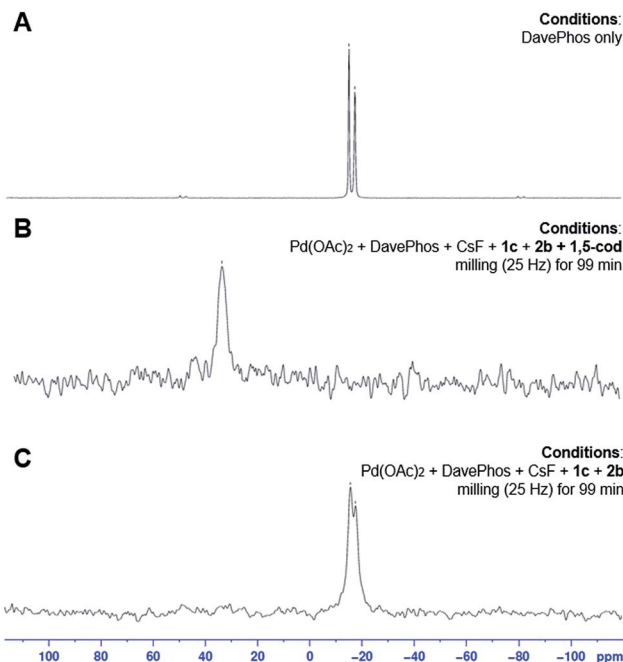 A
Conditions:
DavePhos only
B
Conditions:
Pd(OAc)₂ + DavePhos + CsF + 1c + 2b + 1,5-cod
milling (25 Hz) for 99 min
C
Conditions:
Pd(OAc)₂ + DavePhos + CsF + 1c + 2b
milling (25 Hz) for 99 min
100 80 60 40 20 0 −20 −40 −60 −80 −100 ppm